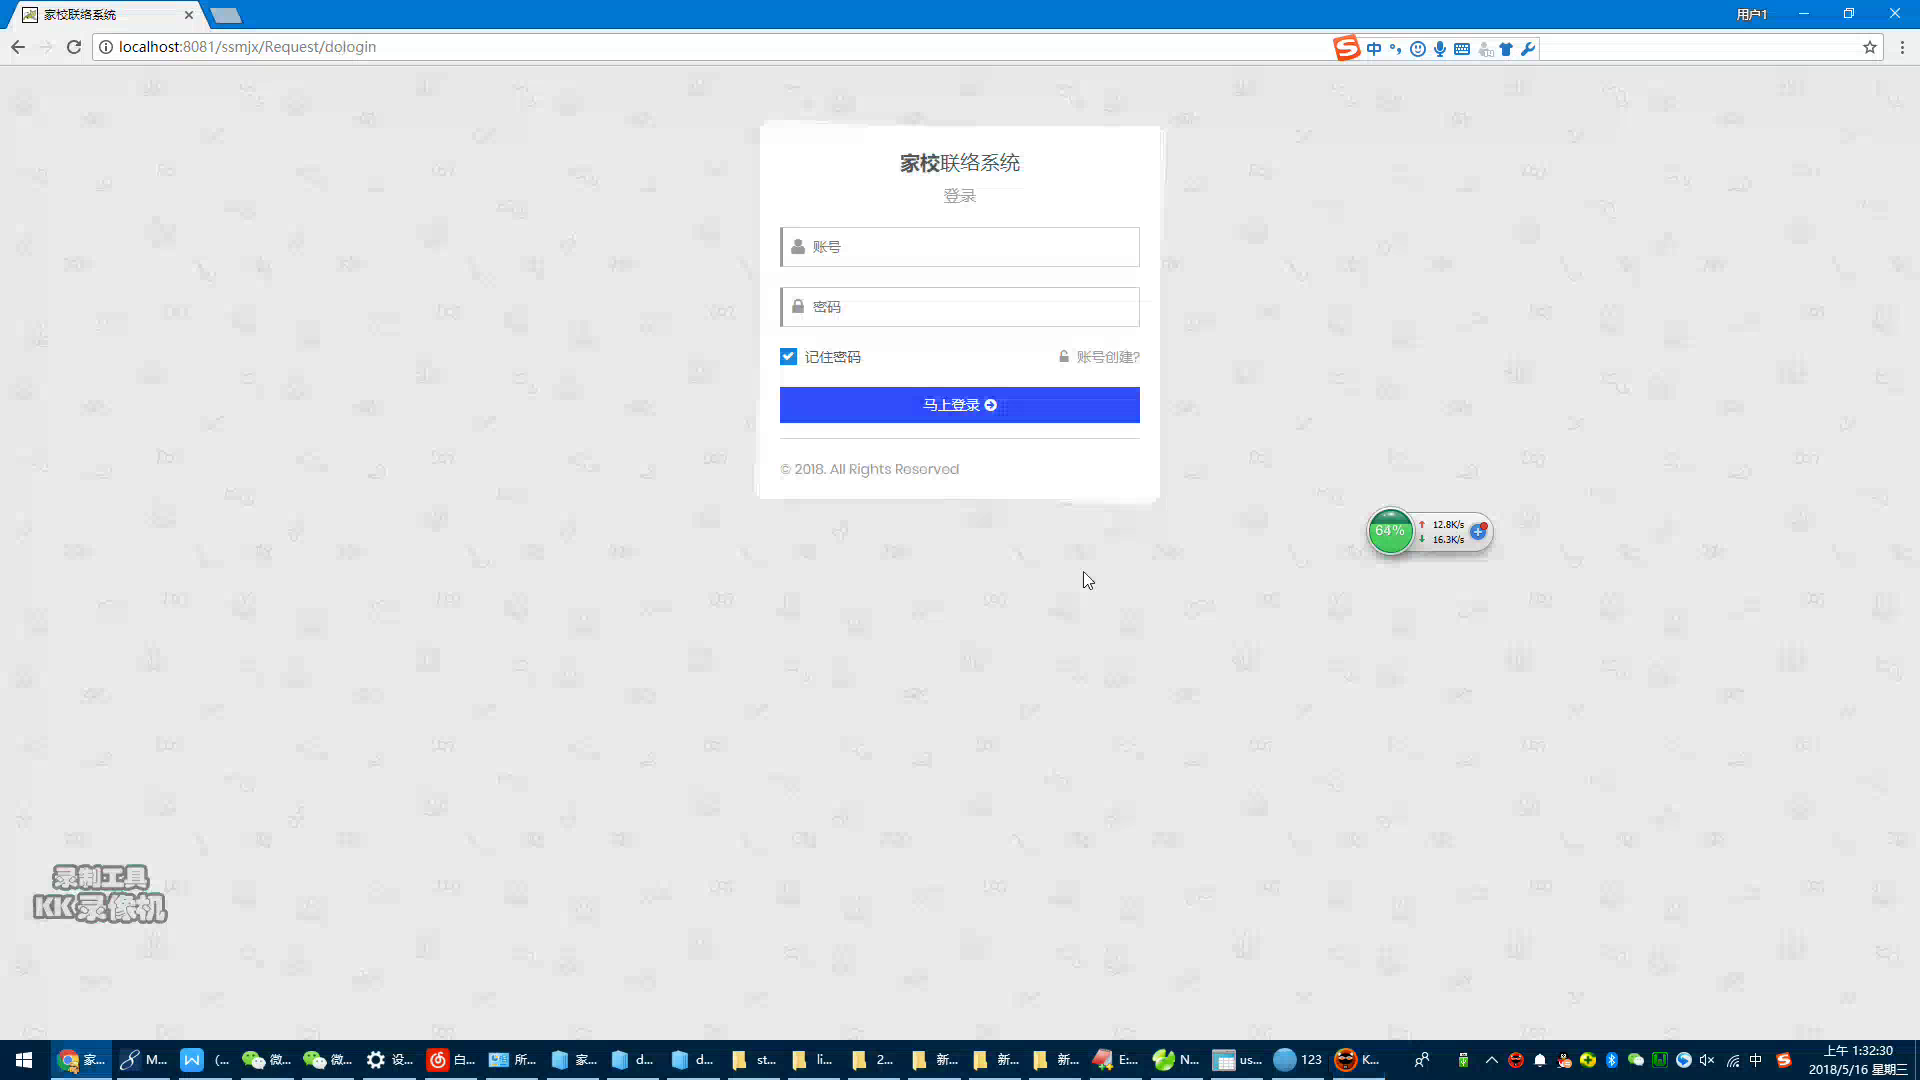 家校联络系统
用户1
localhost:8081/ssmjx/Request/dologin
中
家校联络系统
登录
账号
密码
记住密码
账号创建?
马上登录
© 2018. All Rights Reserved
64%
12.8K/s
16.3K/s
录制工具
KK录像机
家...
M...
(...
微...
微...
设...
白...
所...
家...
d...
d...
st...
li...
2...
新...
新...
新...
E:...
N...
us...
123
K...
中
上午 1:32:30
2018/5/16 星期三